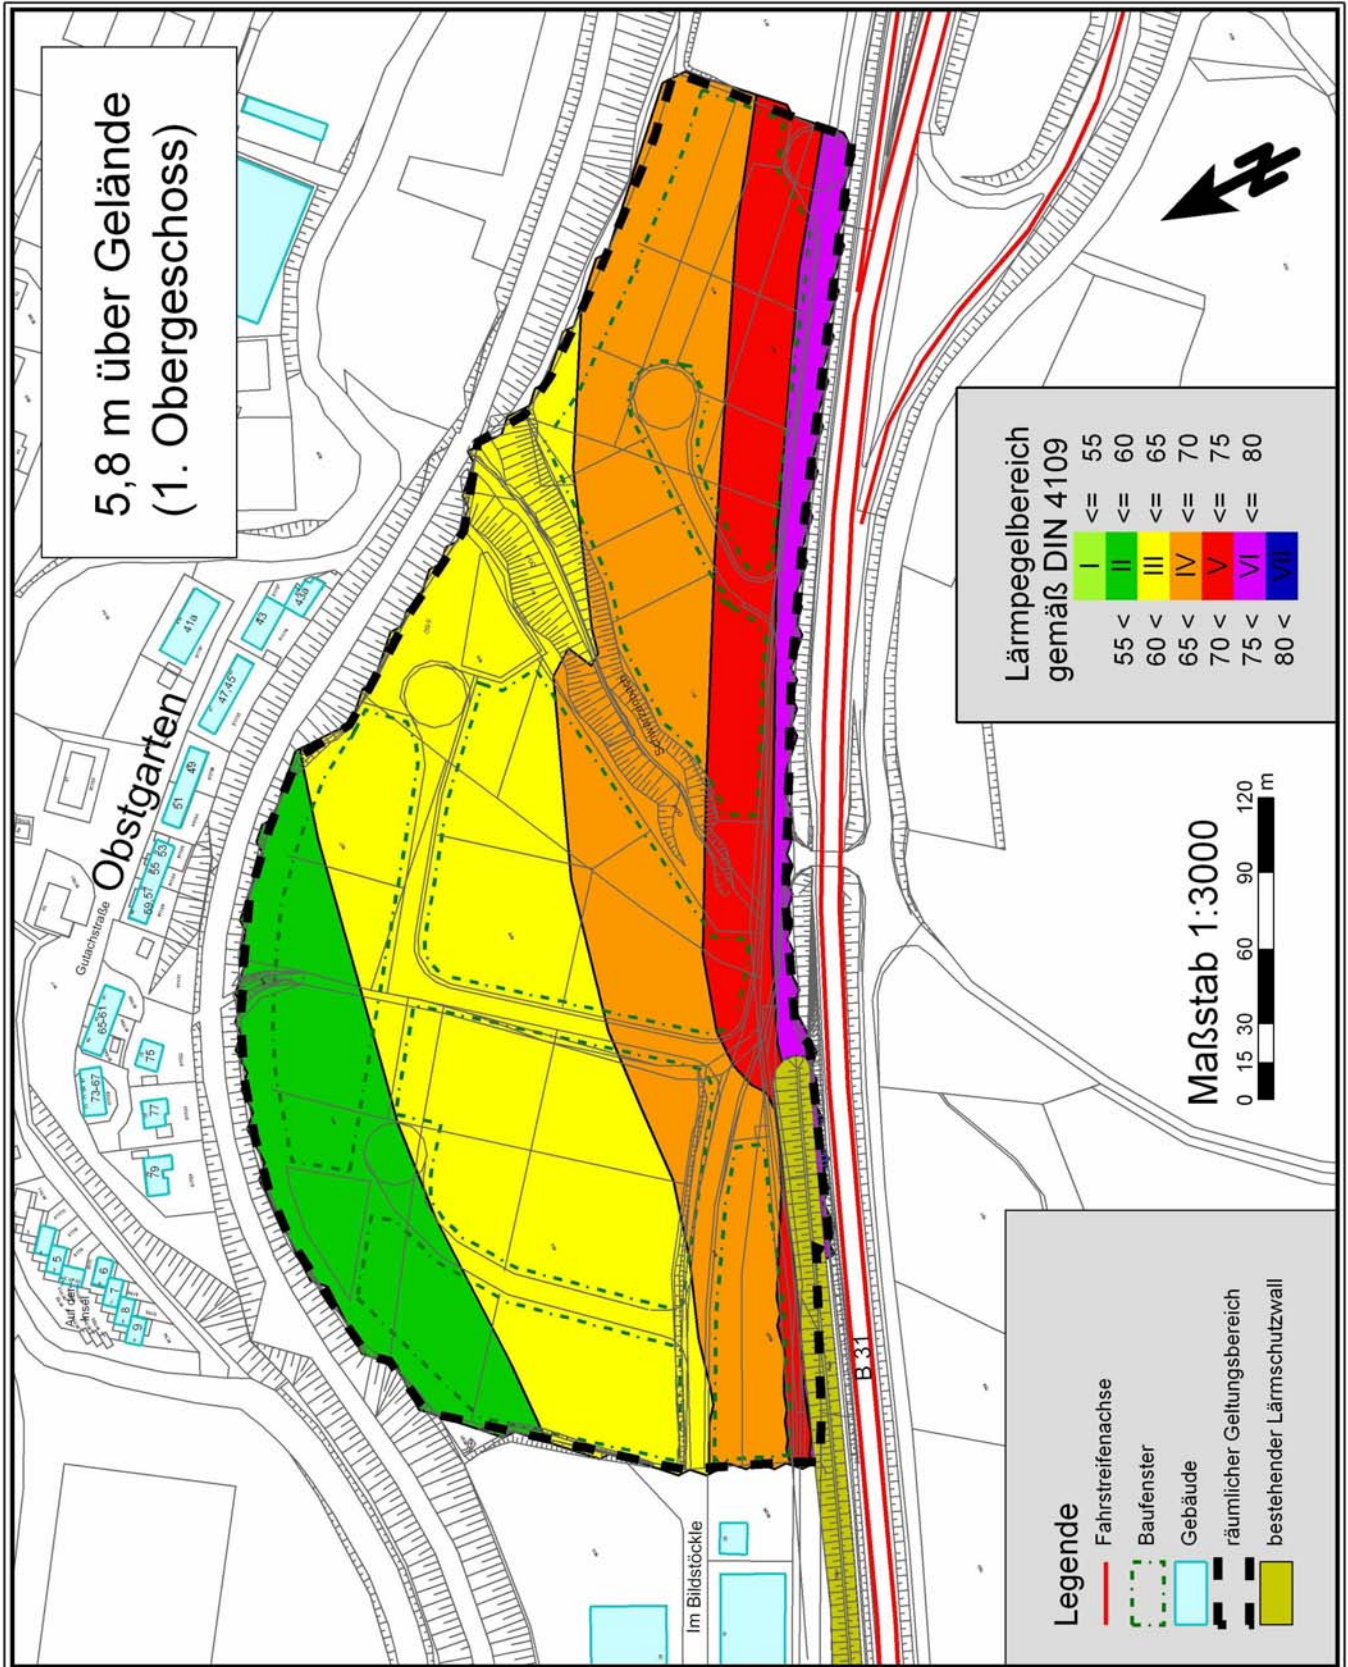 5,8 m über Gelände
(1. Obergeschoss)
Obstgarten
Gutachstraße
41a
43
43a
47,45
49
51
53
55
59,57
65-61
73-67
75
77
79
Auf der
Insel
5
6
7
8
9
Schwarzenbach
Im Bildstöckle
B 31
Lärmpegelbereich
gemäß DIN 4109
I <= 55
55 < II <= 60
60 < III <= 65
65 < IV <= 70
70 < V <= 75
75 < VI <= 80
80 < VII
Maßstab 1:3000
0 15 30 60 90 120
m
Legende
Fahrstreifenachse
Baufenster
Gebäude
räumlicher Geltungsbereich
bestehender Lärmschutzwall